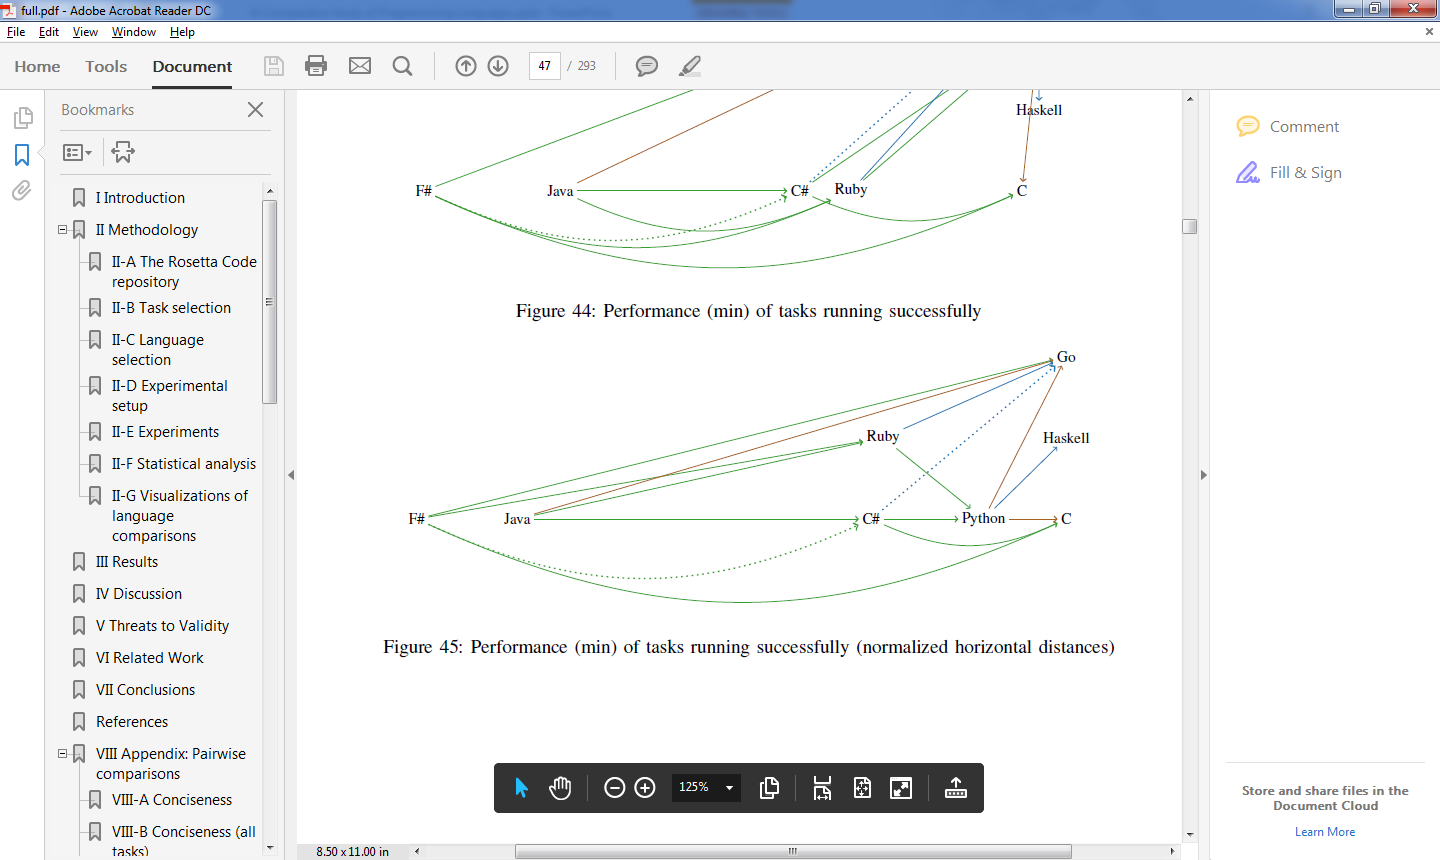 full.pdf - Adobe Acrobat Reader DC
File Edit View Window Help
Home Tools Document 47 / 293
Bookmarks
I Introduction
II Methodology
II-A The Rosetta Code
repository
II-B Task selection
II-C Language
selection
II-D Experimental
setup
II-E Experiments
II-F Statistical analysis
II-G Visualizations of
language
comparisons
III Results
IV Discussion
V Threats to Validity
VI Related Work
VII Conclusions
References
VIII Appendix: Pairwise
comparisons
VIII-A Conciseness
VIII-B Conciseness (all
tasks)
Haskell
F# Java C# Ruby C
Figure 44: Performance (min) of tasks running successfully
Go
Ruby Haskell
F# Java C# Python C
Figure 45: Performance (min) of tasks running successfully (normalized horizontal distances)
125%
8.50 x 11.00 in
Comment
Fill & Sign
Store and share files in the
Document Cloud
Learn More